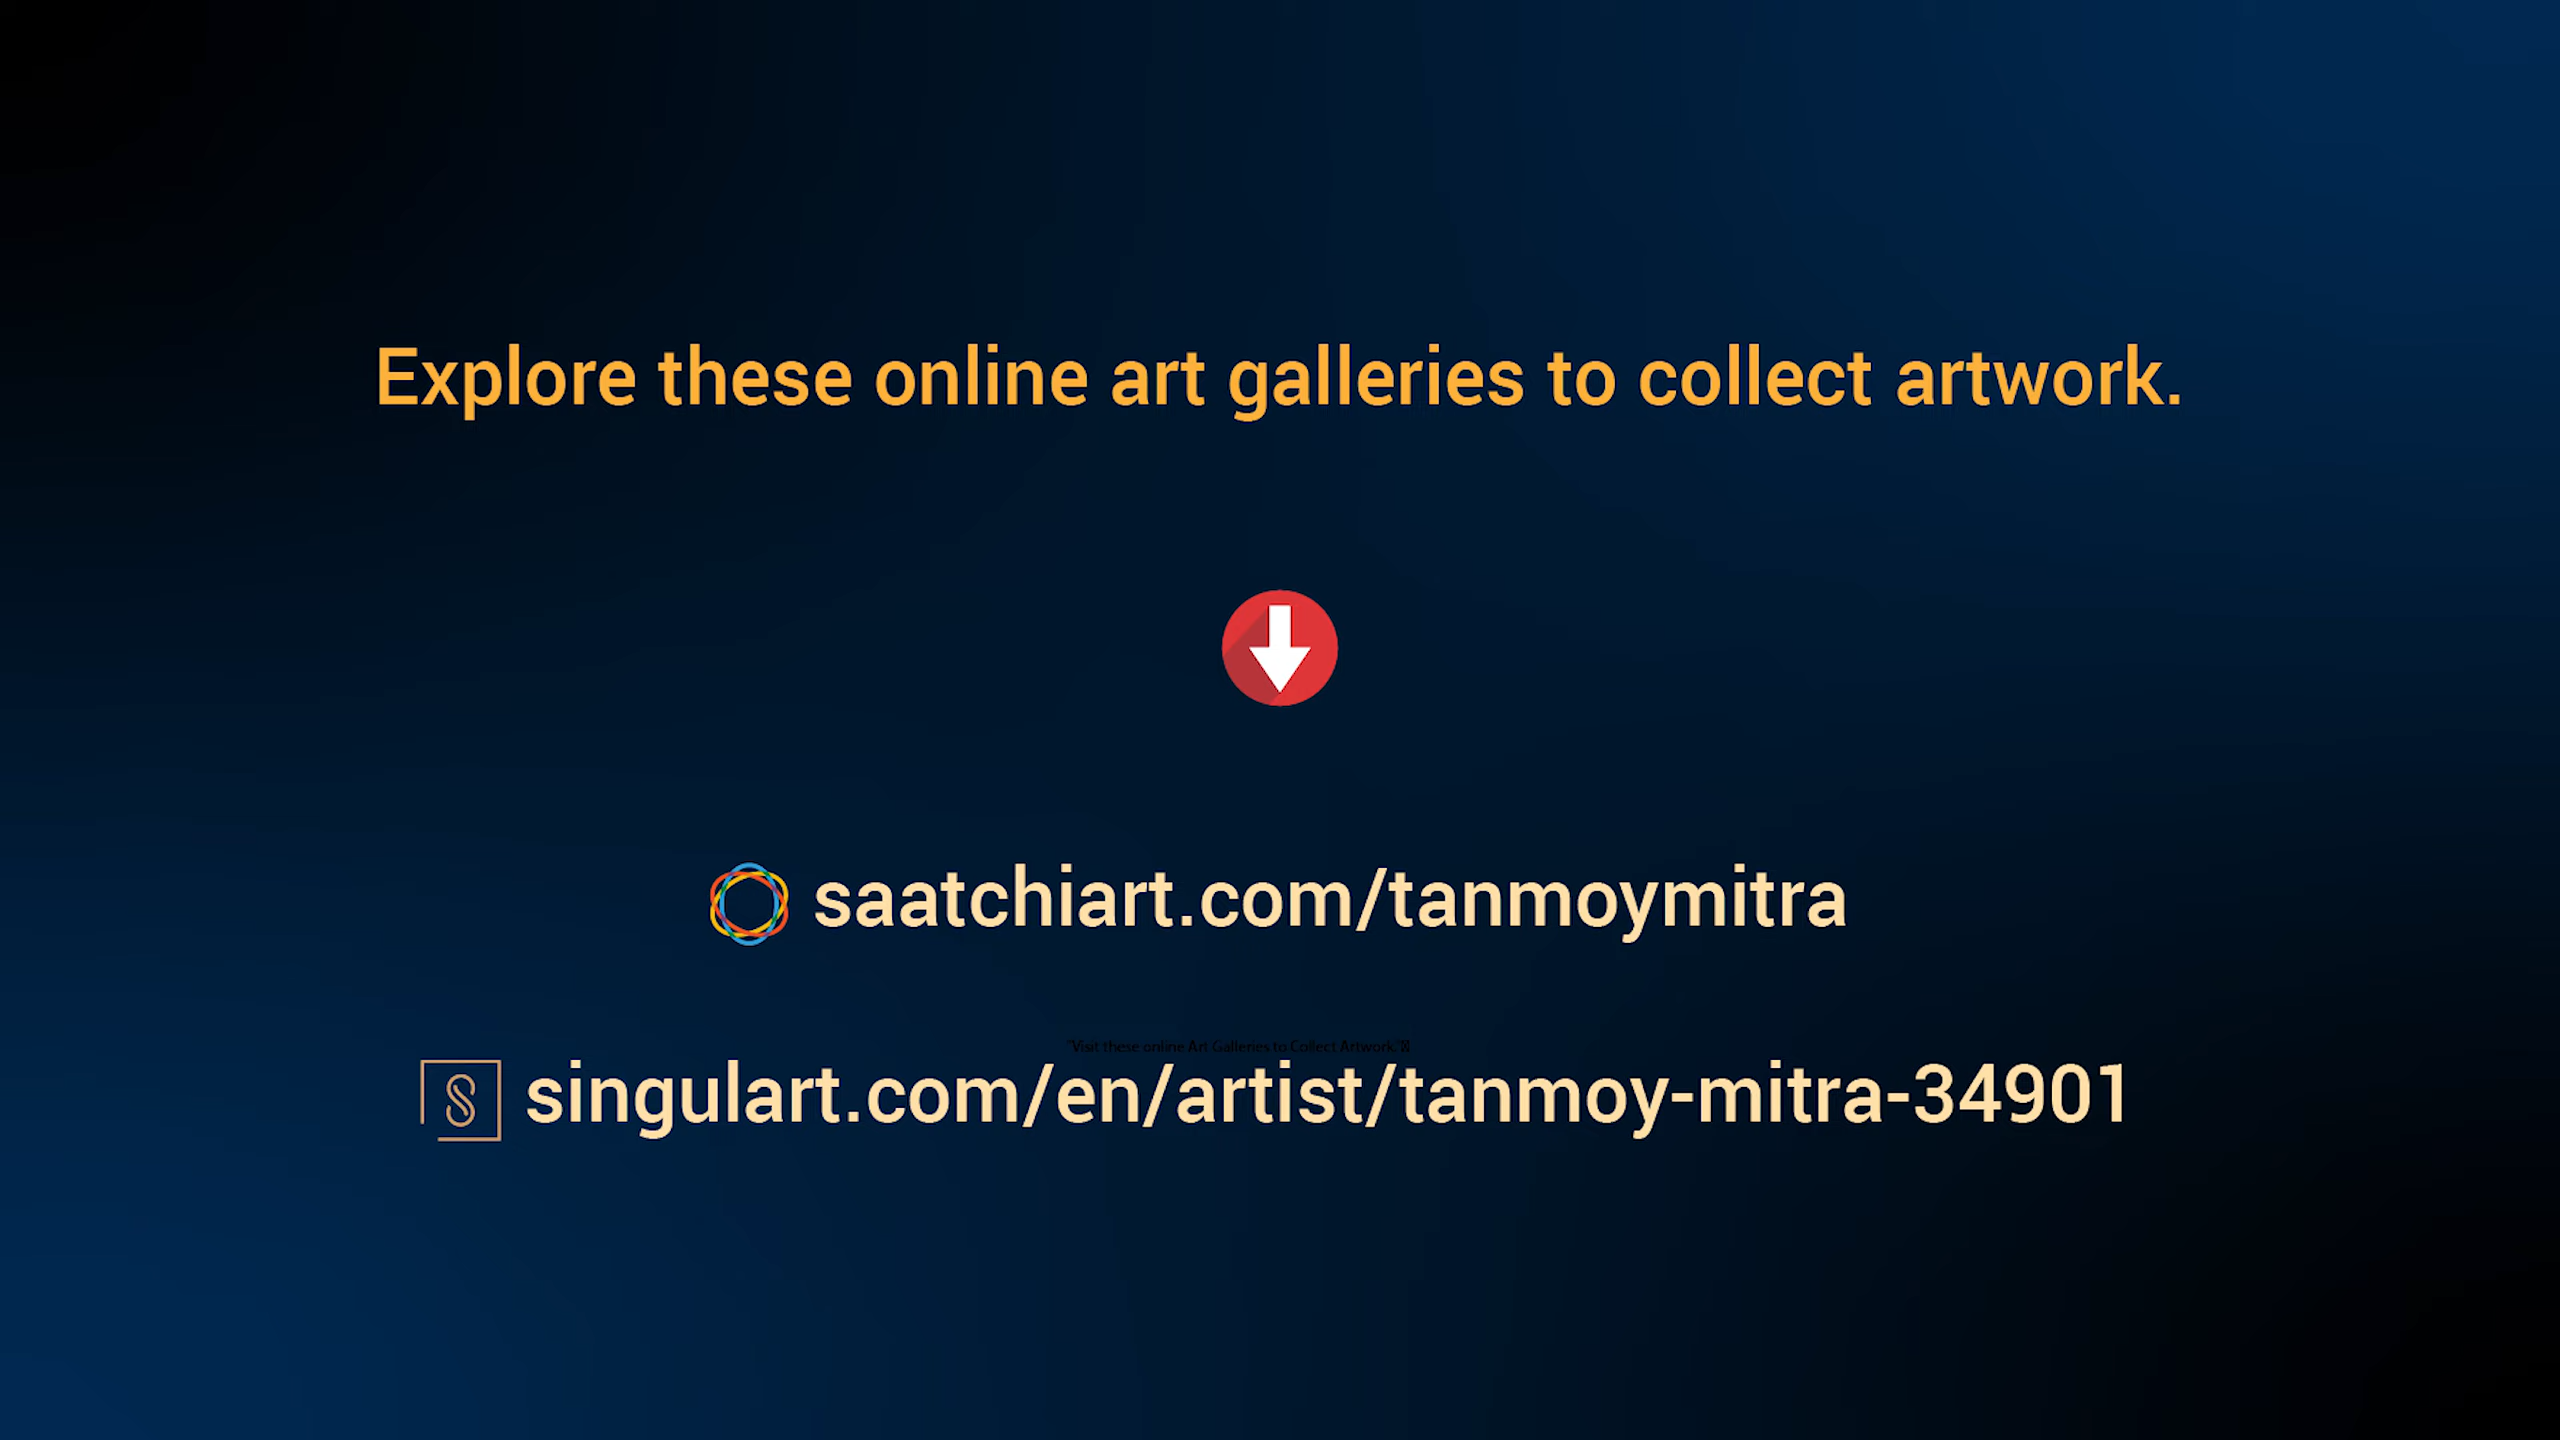 Explore these online art galleries to collect artwork.
saatchiart.com/tanmoymitra
"Visit these online Art Galleries to Collect Artwork."
S singulart.com/en/artist/tanmoy-mitra-34901